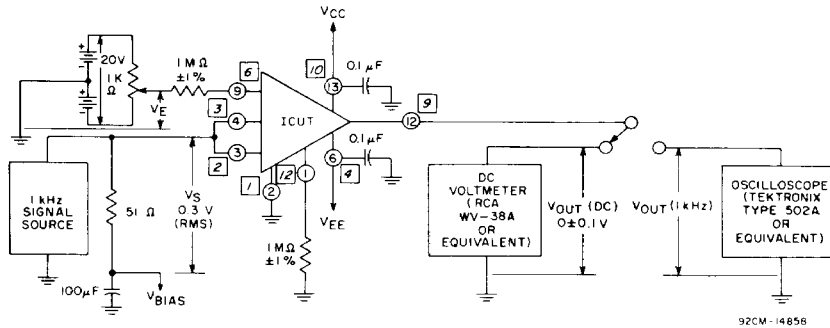 VCC
+
-
+
-
20V
1 K
Ω
VE
1 MΩ
±1%
6
9
3
4
2
3
1
2
12
1
ICUT
10
13
0.1 μF
0.1 μF
6
4
VEE
9
12
1 MΩ
±1%
1 kHz
SIGNAL
SOURCE
51 Ω
VS
0.3 V
(RMS)
100μF
VBIAS
DC
VOLTMETER
(RCA
WV-38A
OR
EQUIVALENT)
VOUT (DC)
0±0.1V
VOUT (1 kHz)
OSCILLOSCOPE
(TEKTRONIX
TYPE 502A
OR
EQUIVALENT)
92CM-14858